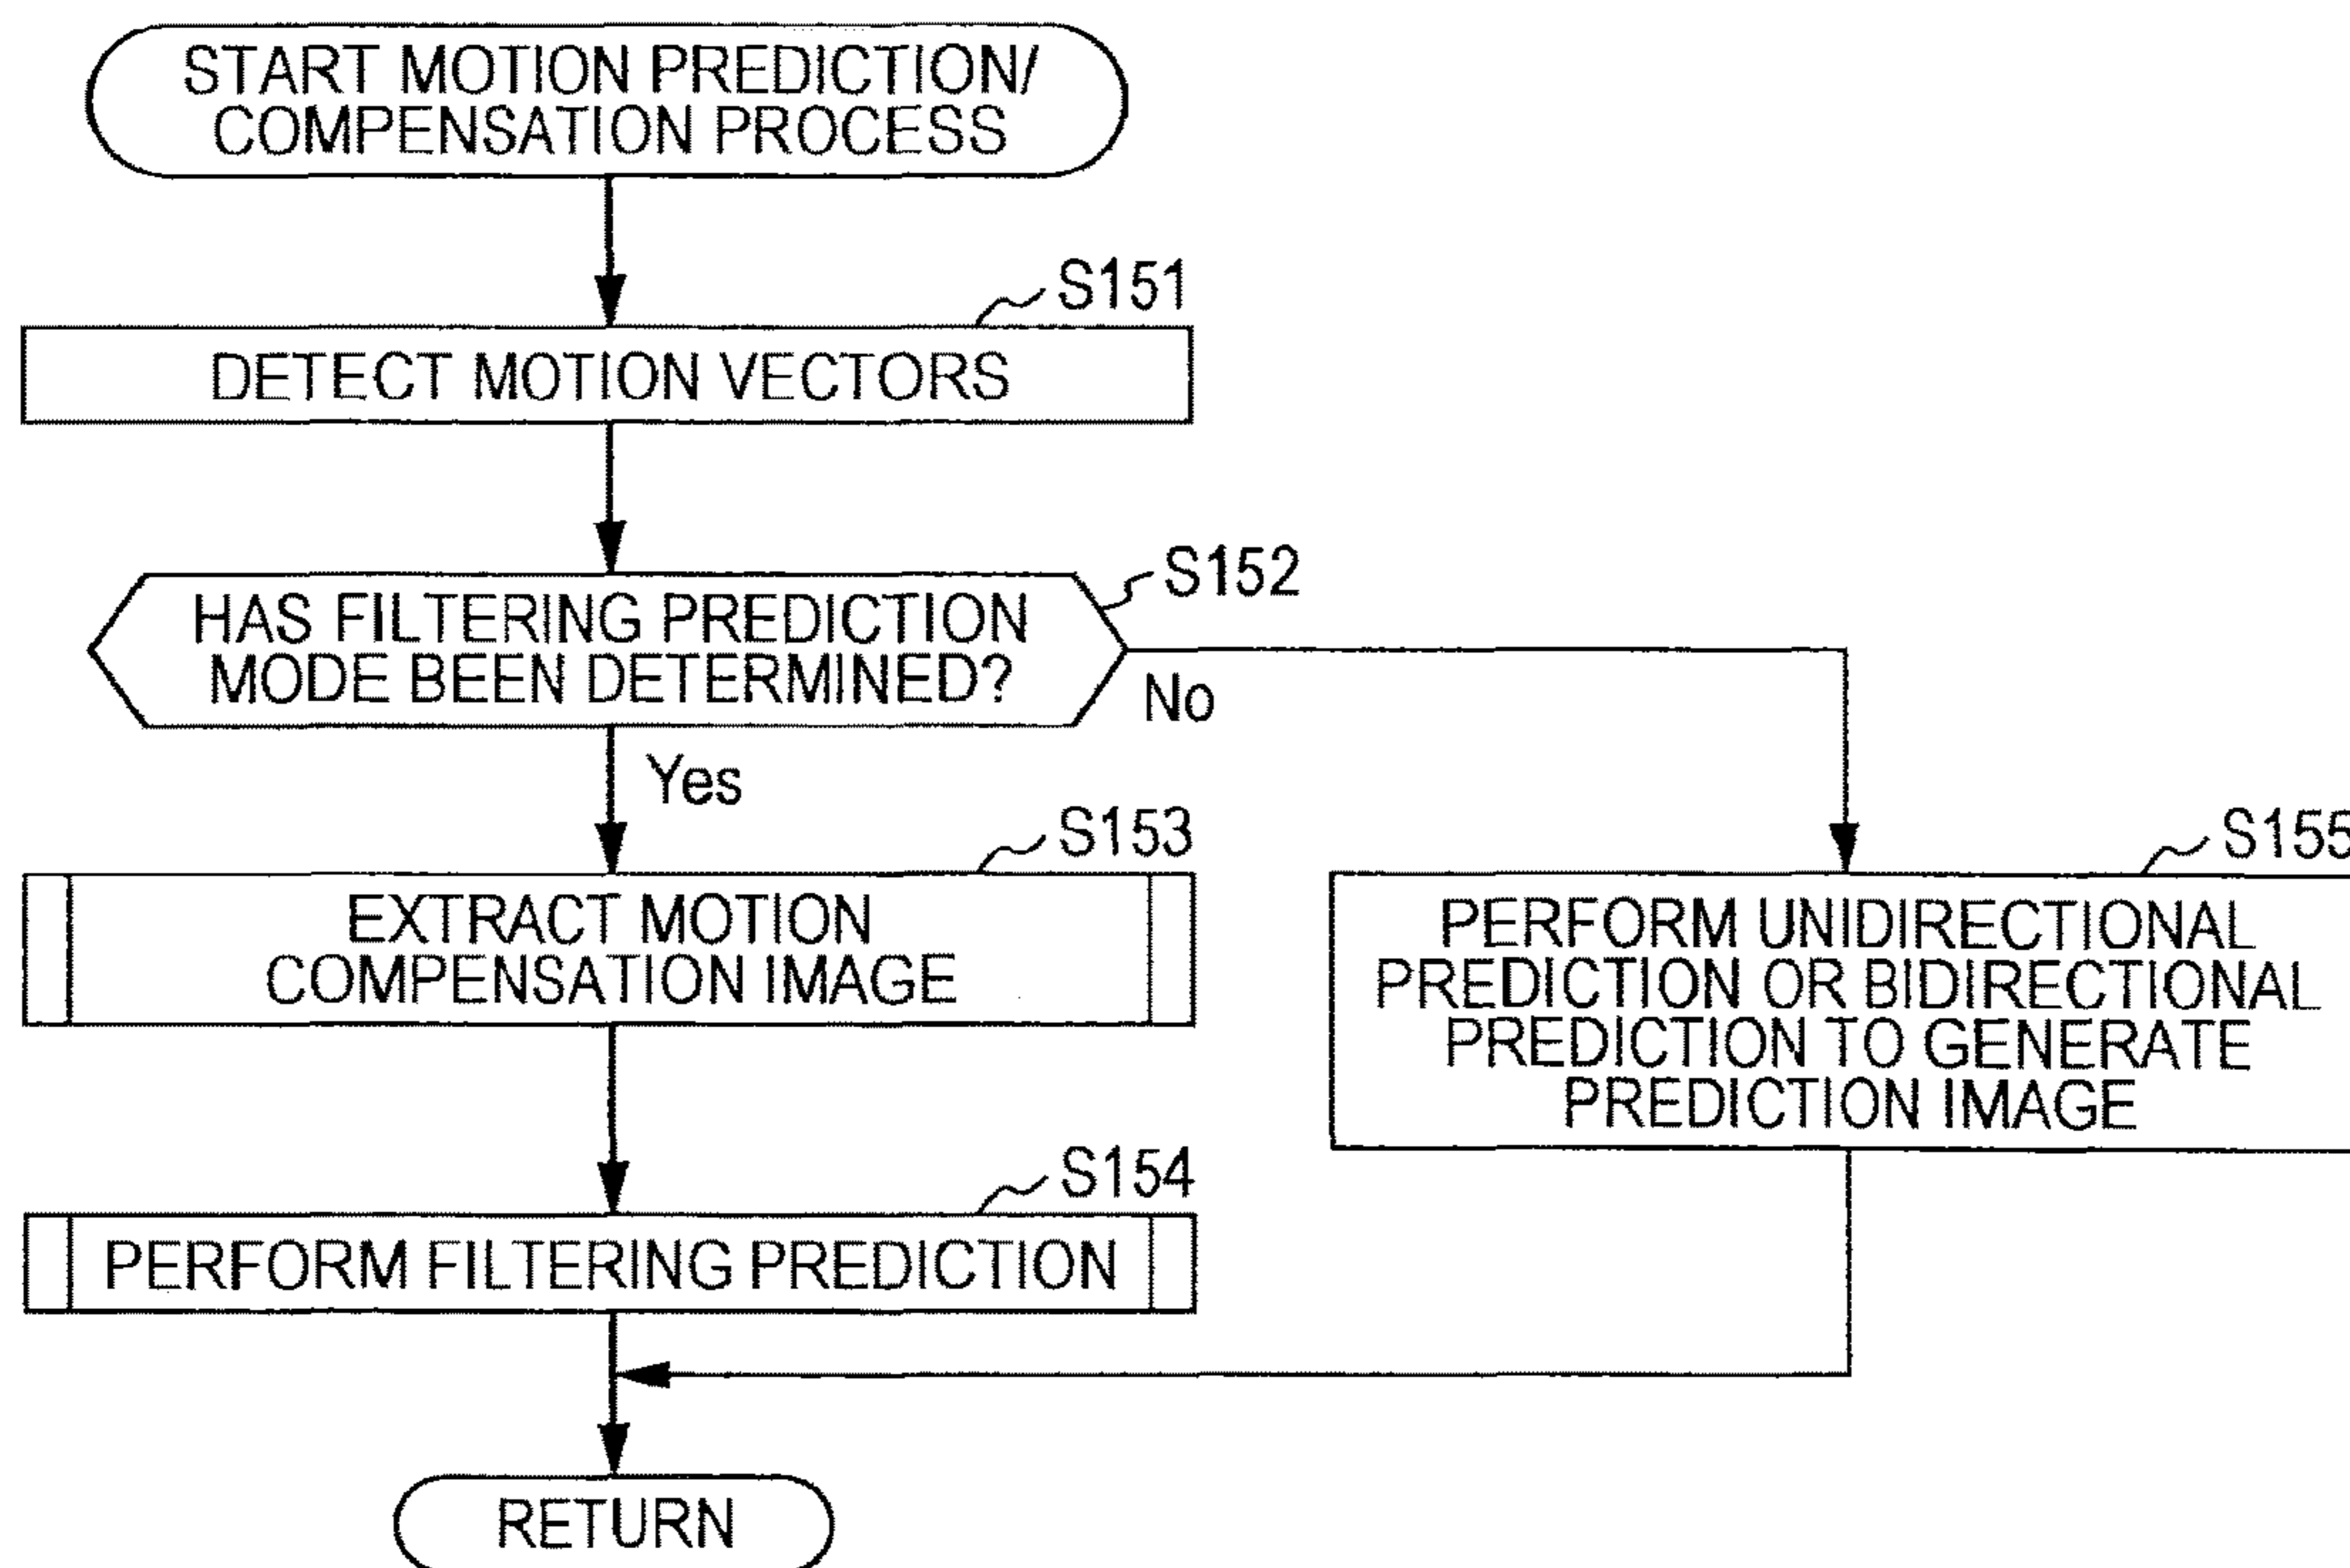 START MOTION PREDICTION/
COMPENSATION PROCESS
S151
DETECT MOTION VECTORS
S152
HAS FILTERING PREDICTION
MODE BEEN DETERMINED?
No
Yes
S153
EXTRACT MOTION
COMPENSATION IMAGE
S155
PERFORM UNIDIRECTIONAL
PREDICTION OR BIDIRECTIONAL
PREDICTION TO GENERATE
PREDICTION IMAGE
S154
PERFORM FILTERING PREDICTION
RETURN